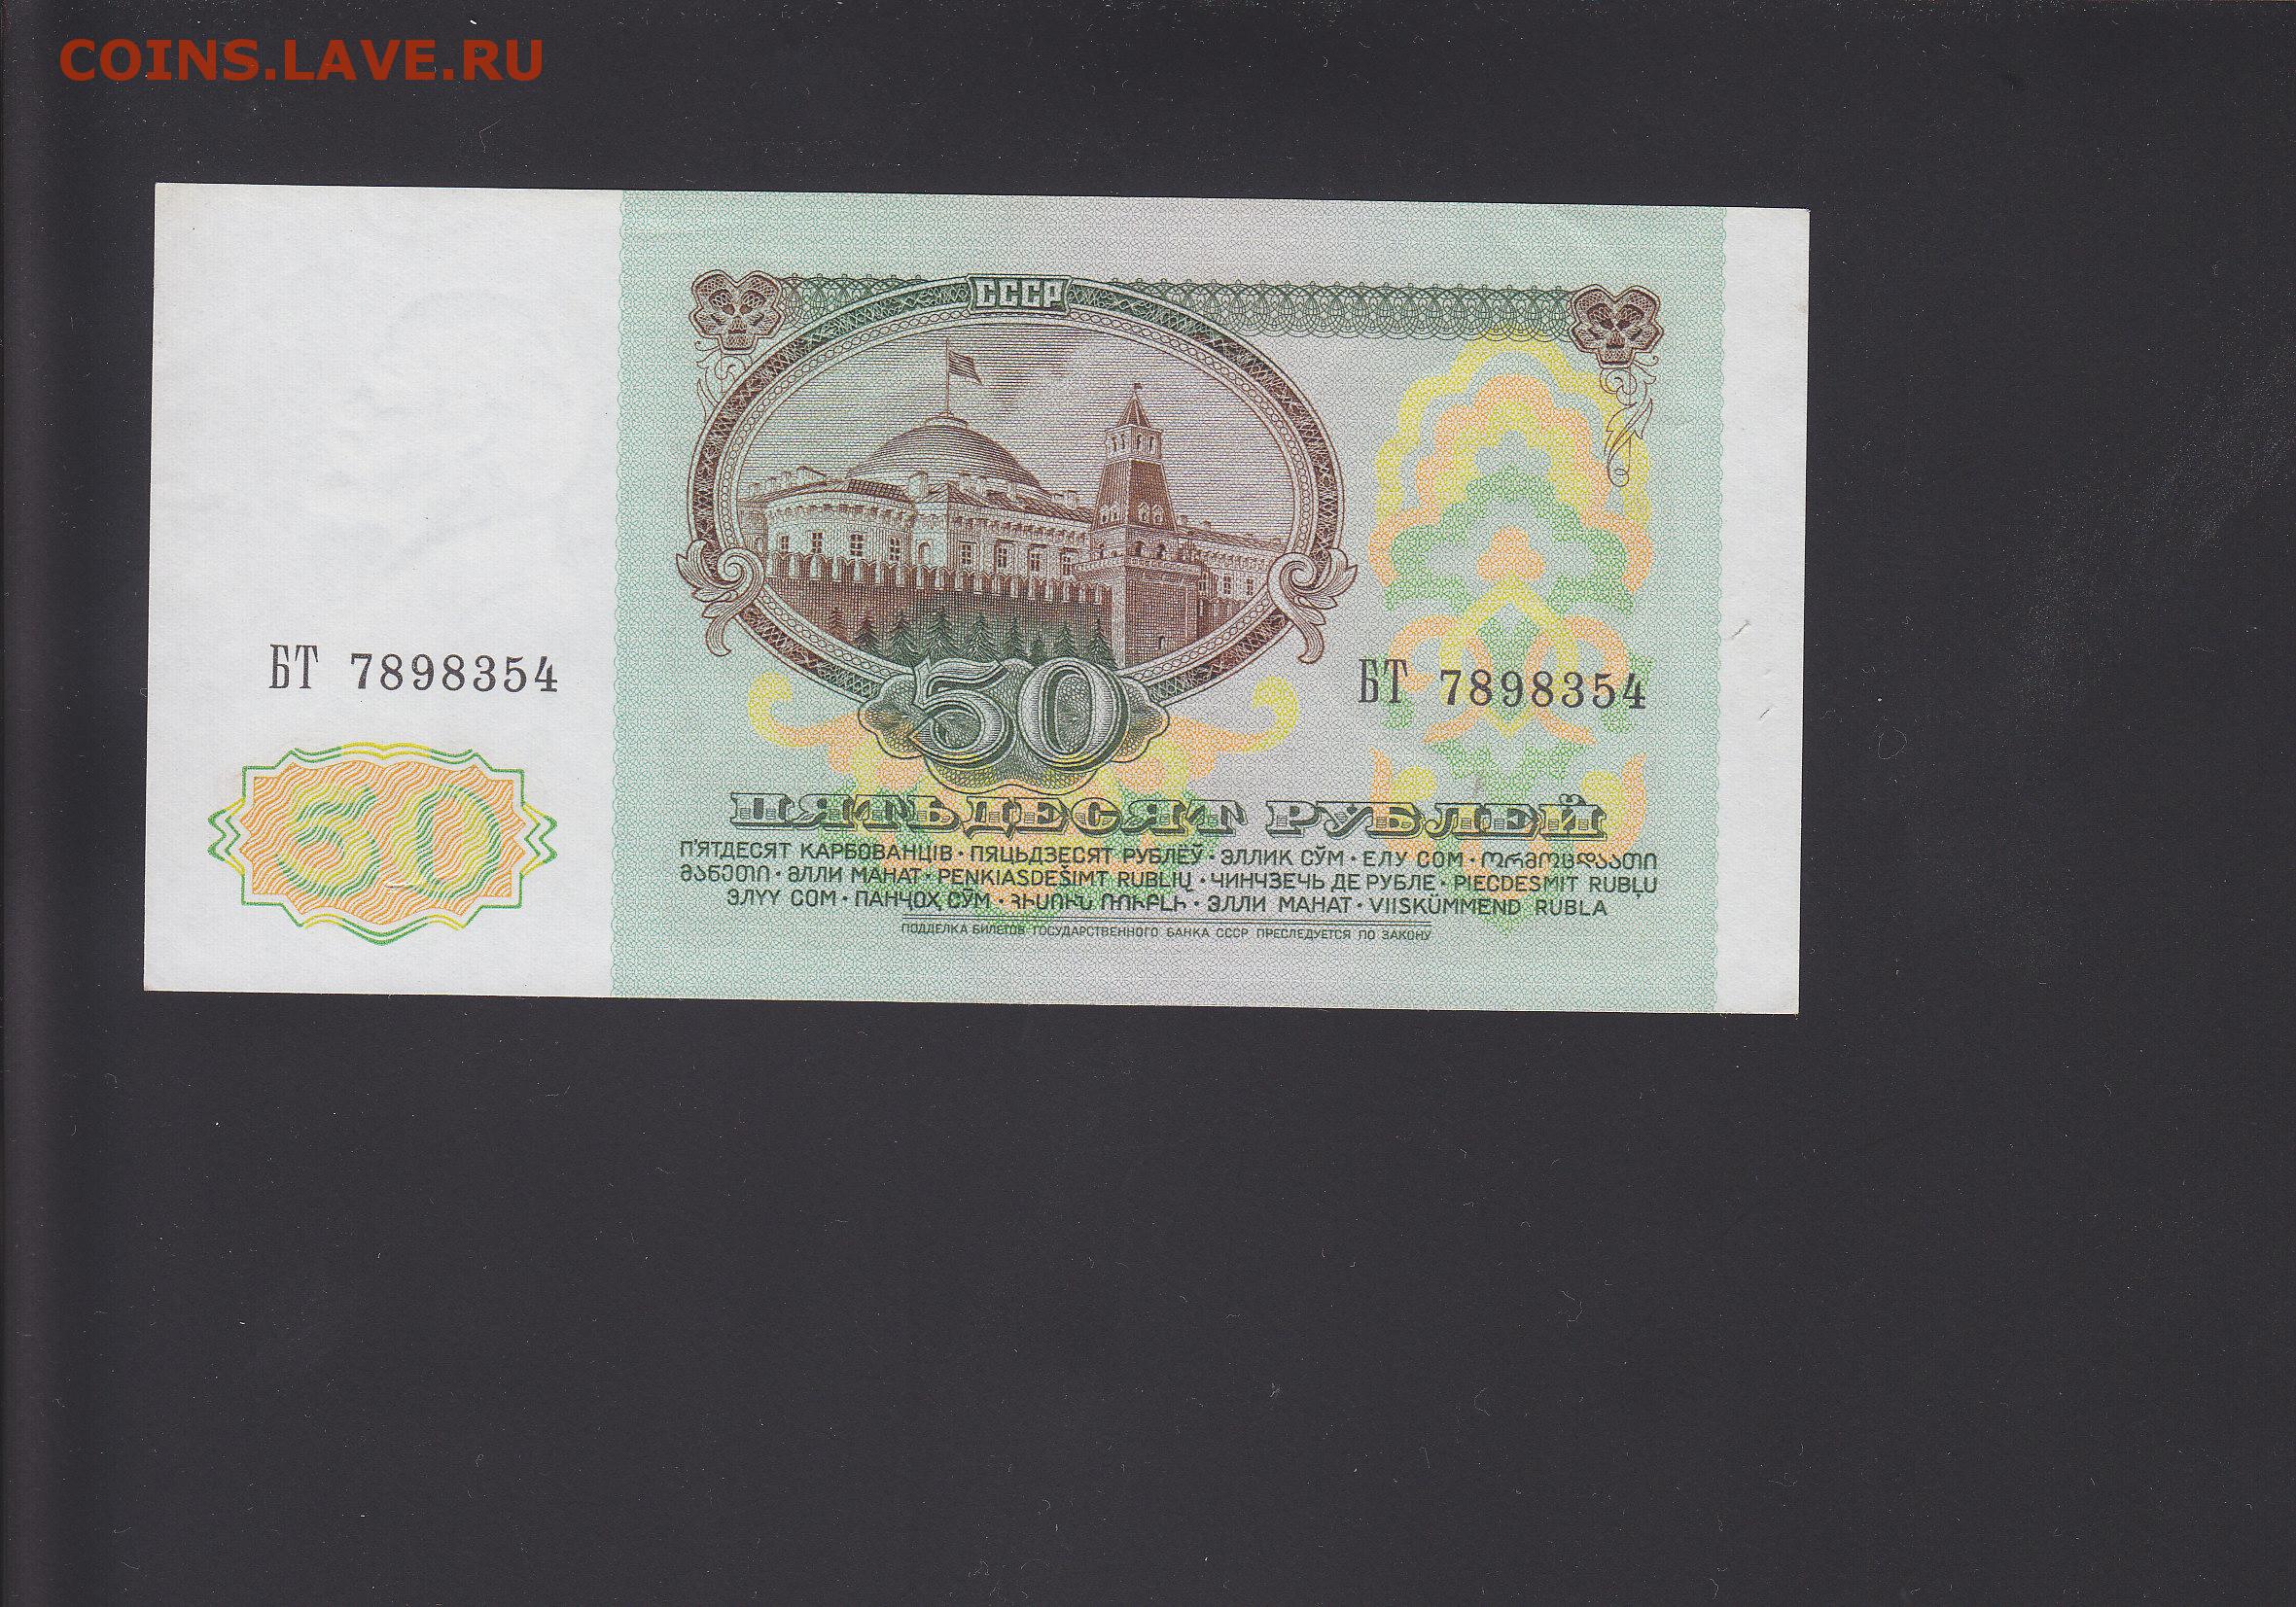 COINS.LAVE.RU
СССР
БТ 7898354
БТ 7898354
50
50
ПЯТЬДЕСЯТ РУБЛЕЙ
П'ЯТДЕСЯТ КАРБОВАНЦІВ · ПЯЦЬДЗЕСЯТ РУБЛЁЎ · ЭЛЛИК СЎМ · ЕЛУ СОМ · ორმოცდაათი
მანეთი · ӘЛЛИ МАНАТ · PENKIASDEŠIMT RUBLIŲ · ЧИНЧЗЕЧЬ ДЕ РУБЛЕ · PIECDESMIT RUBĻU
ЭЛҮҮ СОМ · ПАНҶОҲ СӮМ · ՀԻՍՈՒՆ ՌՈՒԲԼԻ · ЭЛЛИ МАНАТ · VIISKÜMMEND RUBLA
ПОДДЕЛКА БИЛЕТОВ ГОСУДАРСТВЕННОГО БАНКА СССР ПРЕСЛЕДУЕТСЯ ПО ЗАКОНУ